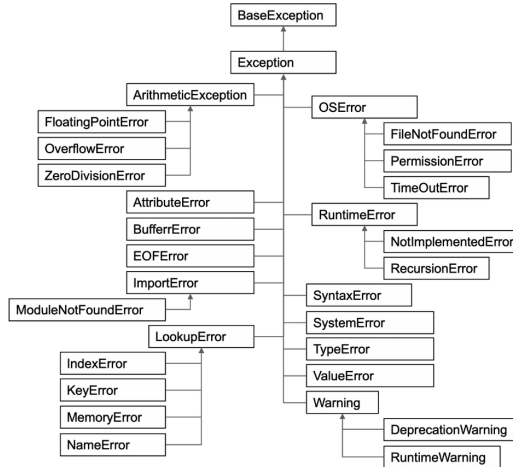 BaseException
Exception
ArithmeticException
FloatingPointError
OverflowError
ZeroDivisionError
AttributeError
BufferrError
EOFError
ImportError
ModuleNotFoundError
LookupError
IndexError
KeyError
MemoryError
NameError
OSError
FileNotFoundError
PermissionError
TimeOutError
RuntimeError
NotImplementedError
RecursionError
SyntaxError
SystemError
TypeError
ValueError
Warning
DeprecationWarning
RuntimeWarning